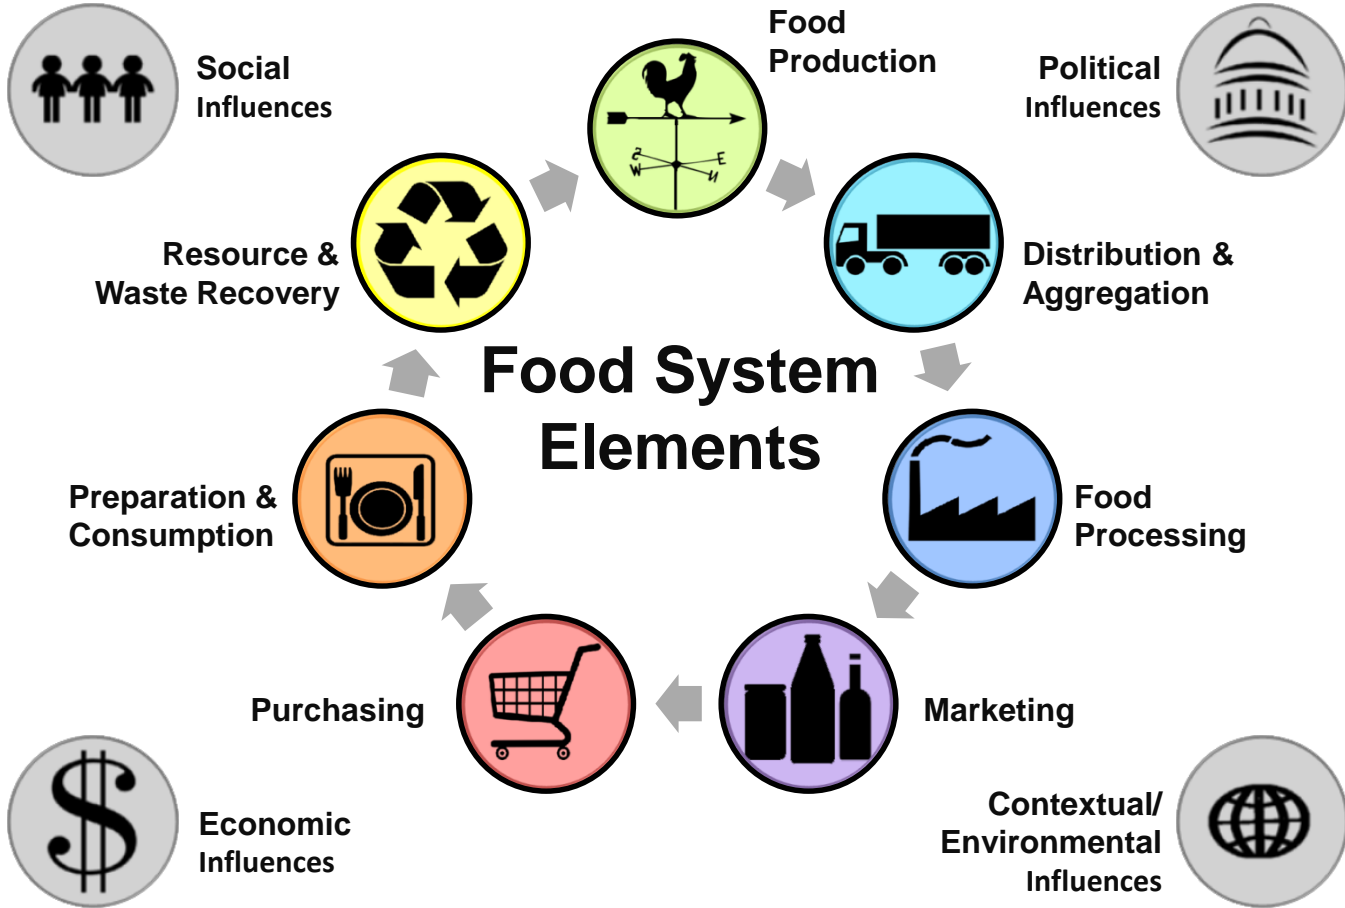 Food
Production
Social
Influences
Political
Influences
Resource &
Waste Recovery
S
E
W
N
Distribution &
Aggregation
Food System
Elements
Preparation &
Consumption
Food
Processing
Purchasing
Marketing
$
Economic
Influences
Contextual/
Environmental
Influences